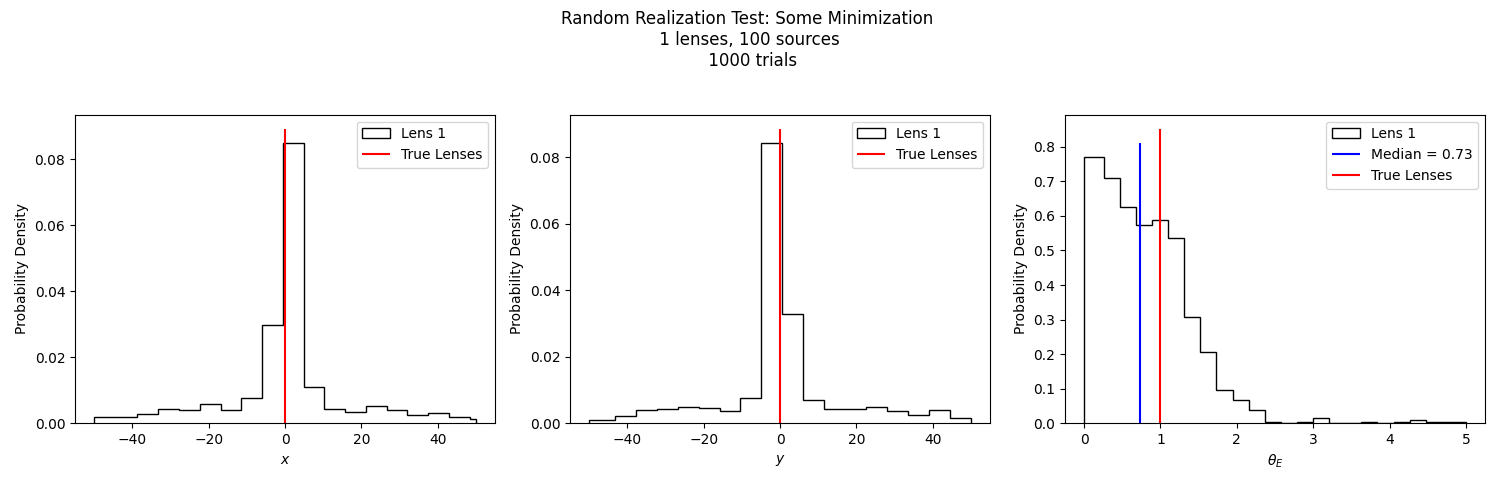 Random Realization Test: Some Minimization
1 lenses, 100 sources
1000 trials
Probability Density
0.00
0.02
0.04
0.06
0.08
−40
−20
0
20
40
x
Lens 1
True Lenses
Probability Density
0.00
0.02
0.04
0.06
0.08
−40
−20
0
20
40
y
Lens 1
True Lenses
Probability Density
0.0
0.1
0.2
0.3
0.4
0.5
0.6
0.7
0.8
0
1
2
3
4
5
θ_E
Lens 1
Median = 0.73
True Lenses